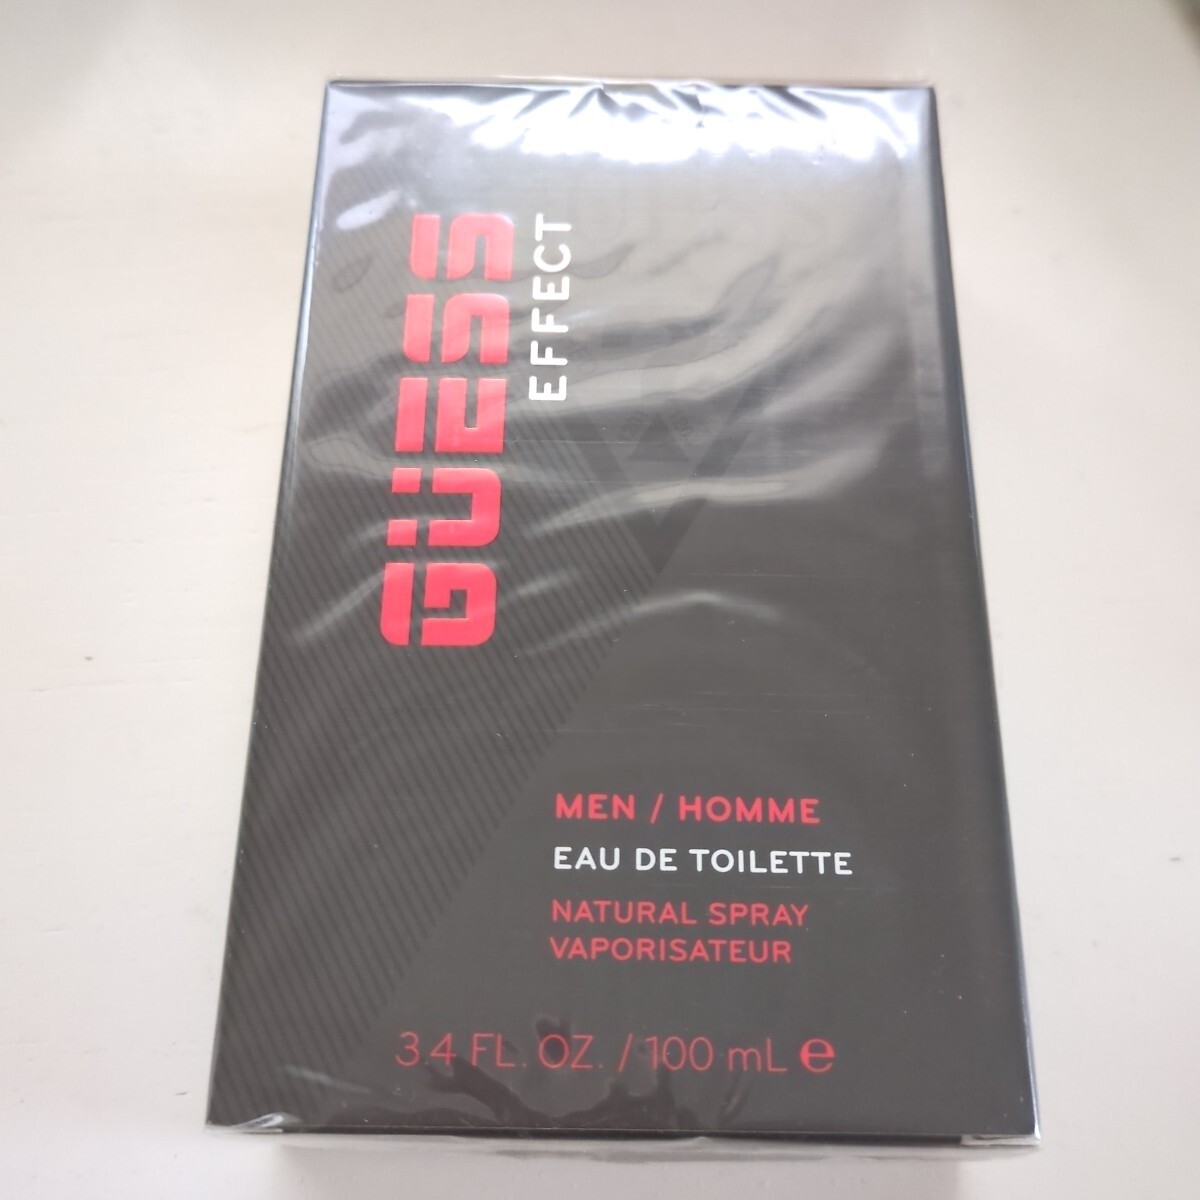 GUESS
EFFECT
MEN / HOMME
EAU DE TOILETTE
NATURAL SPRAY
VAPORISATEUR
3.4 FL. OZ. / 100 mL ℮